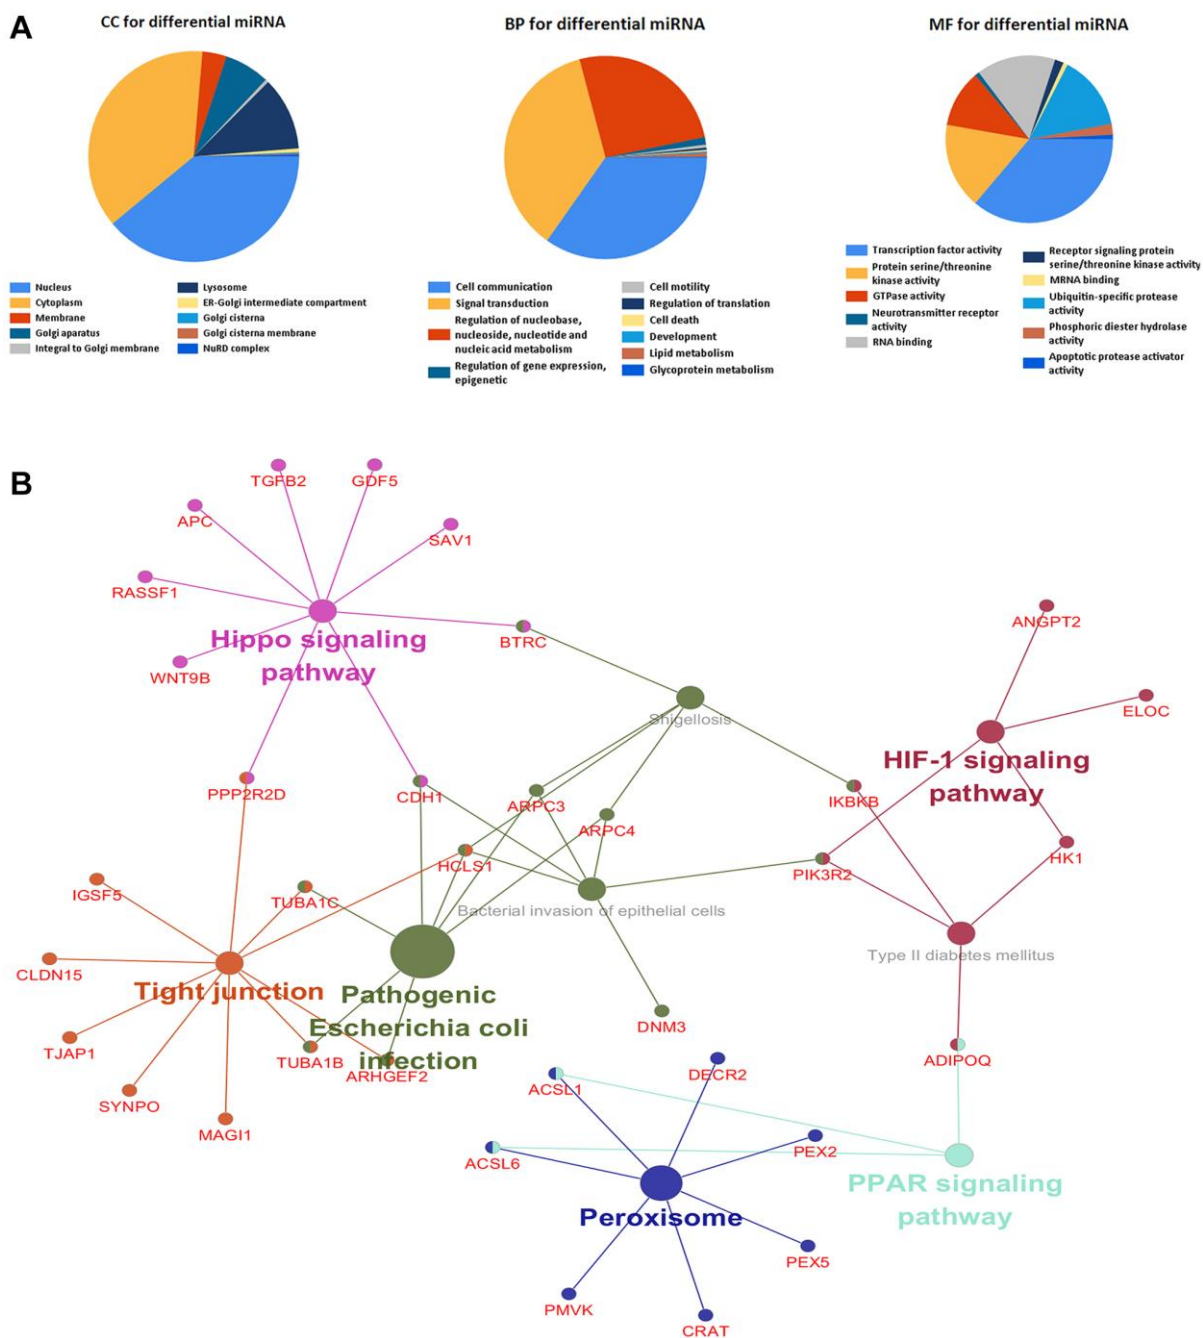 A
CC for differential miRNA
BP for differential miRNA
MF for differential miRNA
Nucleus
Cytoplasm
Membrane
Golgi aparatus
Integral to Golgi membrane
Lysosome
ER-Golgi intermediate compartment
Golgi cisterna
Golgi cisterna membrane
NuRD complex
Cell communication
Signal transduction
Regulation of nucleobase,
nucleoside, nucleotide and
nucleic acid metabolism
Regulation of gene expression,
epigenetic
Cell motility
Regulation of translation
Cell death
Development
Lipid metabolism
Glycoprotein metabolism
Transcription factor activity
Protein serine/threonine
kinase activity
GTPase activity
Neurotransmitter receptor
activity
RNA binding
Receptor signaling protein
serine/threonine kinase activity
MRNA binding
Ubiquitin-specific protease
activity
Phosphoric diester hydrolase
activity
Apoptotic protease activator
activity
B
TGFB2
GDF5
APC
SAV1
RASSF1
ANGPT2
Hippo signaling
pathway
BTRC
WNT9B
ELOC
Shigellosis
HIF-1 signaling
pathway
PPP2R2D
CDH1
ARPC3
IKBKB
ARPC4
HK1
HCLS1
PIK3R2
IGSF5
TUBA1C
Bacterial invasion of epithelial cells
Type II diabetes mellitus
CLDN15
Tight junction
Pathogenic
Escherichia coli
infection
DNM3
TJAP1
TUBA1B
ARHGEF2
ADIPOQ
DECR2
ACSL1
SYNPO
MAGI1
PEX2
ACSL6
PPAR signaling
pathway
Peroxisome
PEX5
PMVK
CRAT